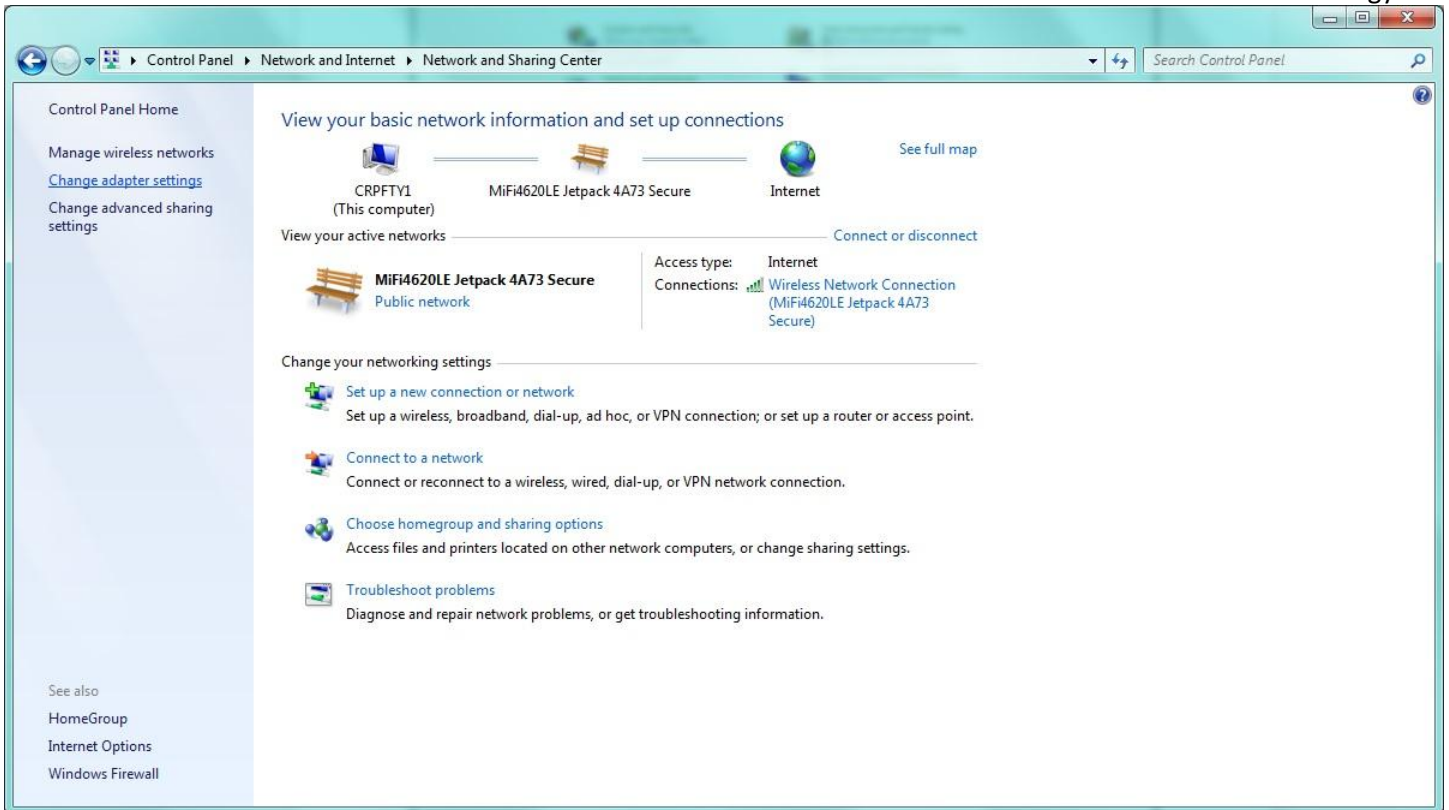 Control Panel ▸ Network and Internet ▸ Network and Sharing Center
Search Control Panel
Control Panel Home
Manage wireless networks
Change adapter settings
Change advanced sharing
settings
View your basic network information and set up connections
See full map
CRPFTY1
(This computer)
MiFi4620LE Jetpack 4A73 Secure
Internet
View your active networks
Connect or disconnect
MiFi4620LE Jetpack 4A73 Secure
Public network
Access type: Internet
Connections: Wireless Network Connection
(MiFi4620LE Jetpack 4A73
Secure)
Change your networking settings
Set up a new connection or network
Set up a wireless, broadband, dial-up, ad hoc, or VPN connection; or set up a router or access point.
Connect to a network
Connect or reconnect to a wireless, wired, dial-up, or VPN network connection.
Choose homegroup and sharing options
Access files and printers located on other network computers, or change sharing settings.
Troubleshoot problems
Diagnose and repair network problems, or get troubleshooting information.
See also
HomeGroup
Internet Options
Windows Firewall